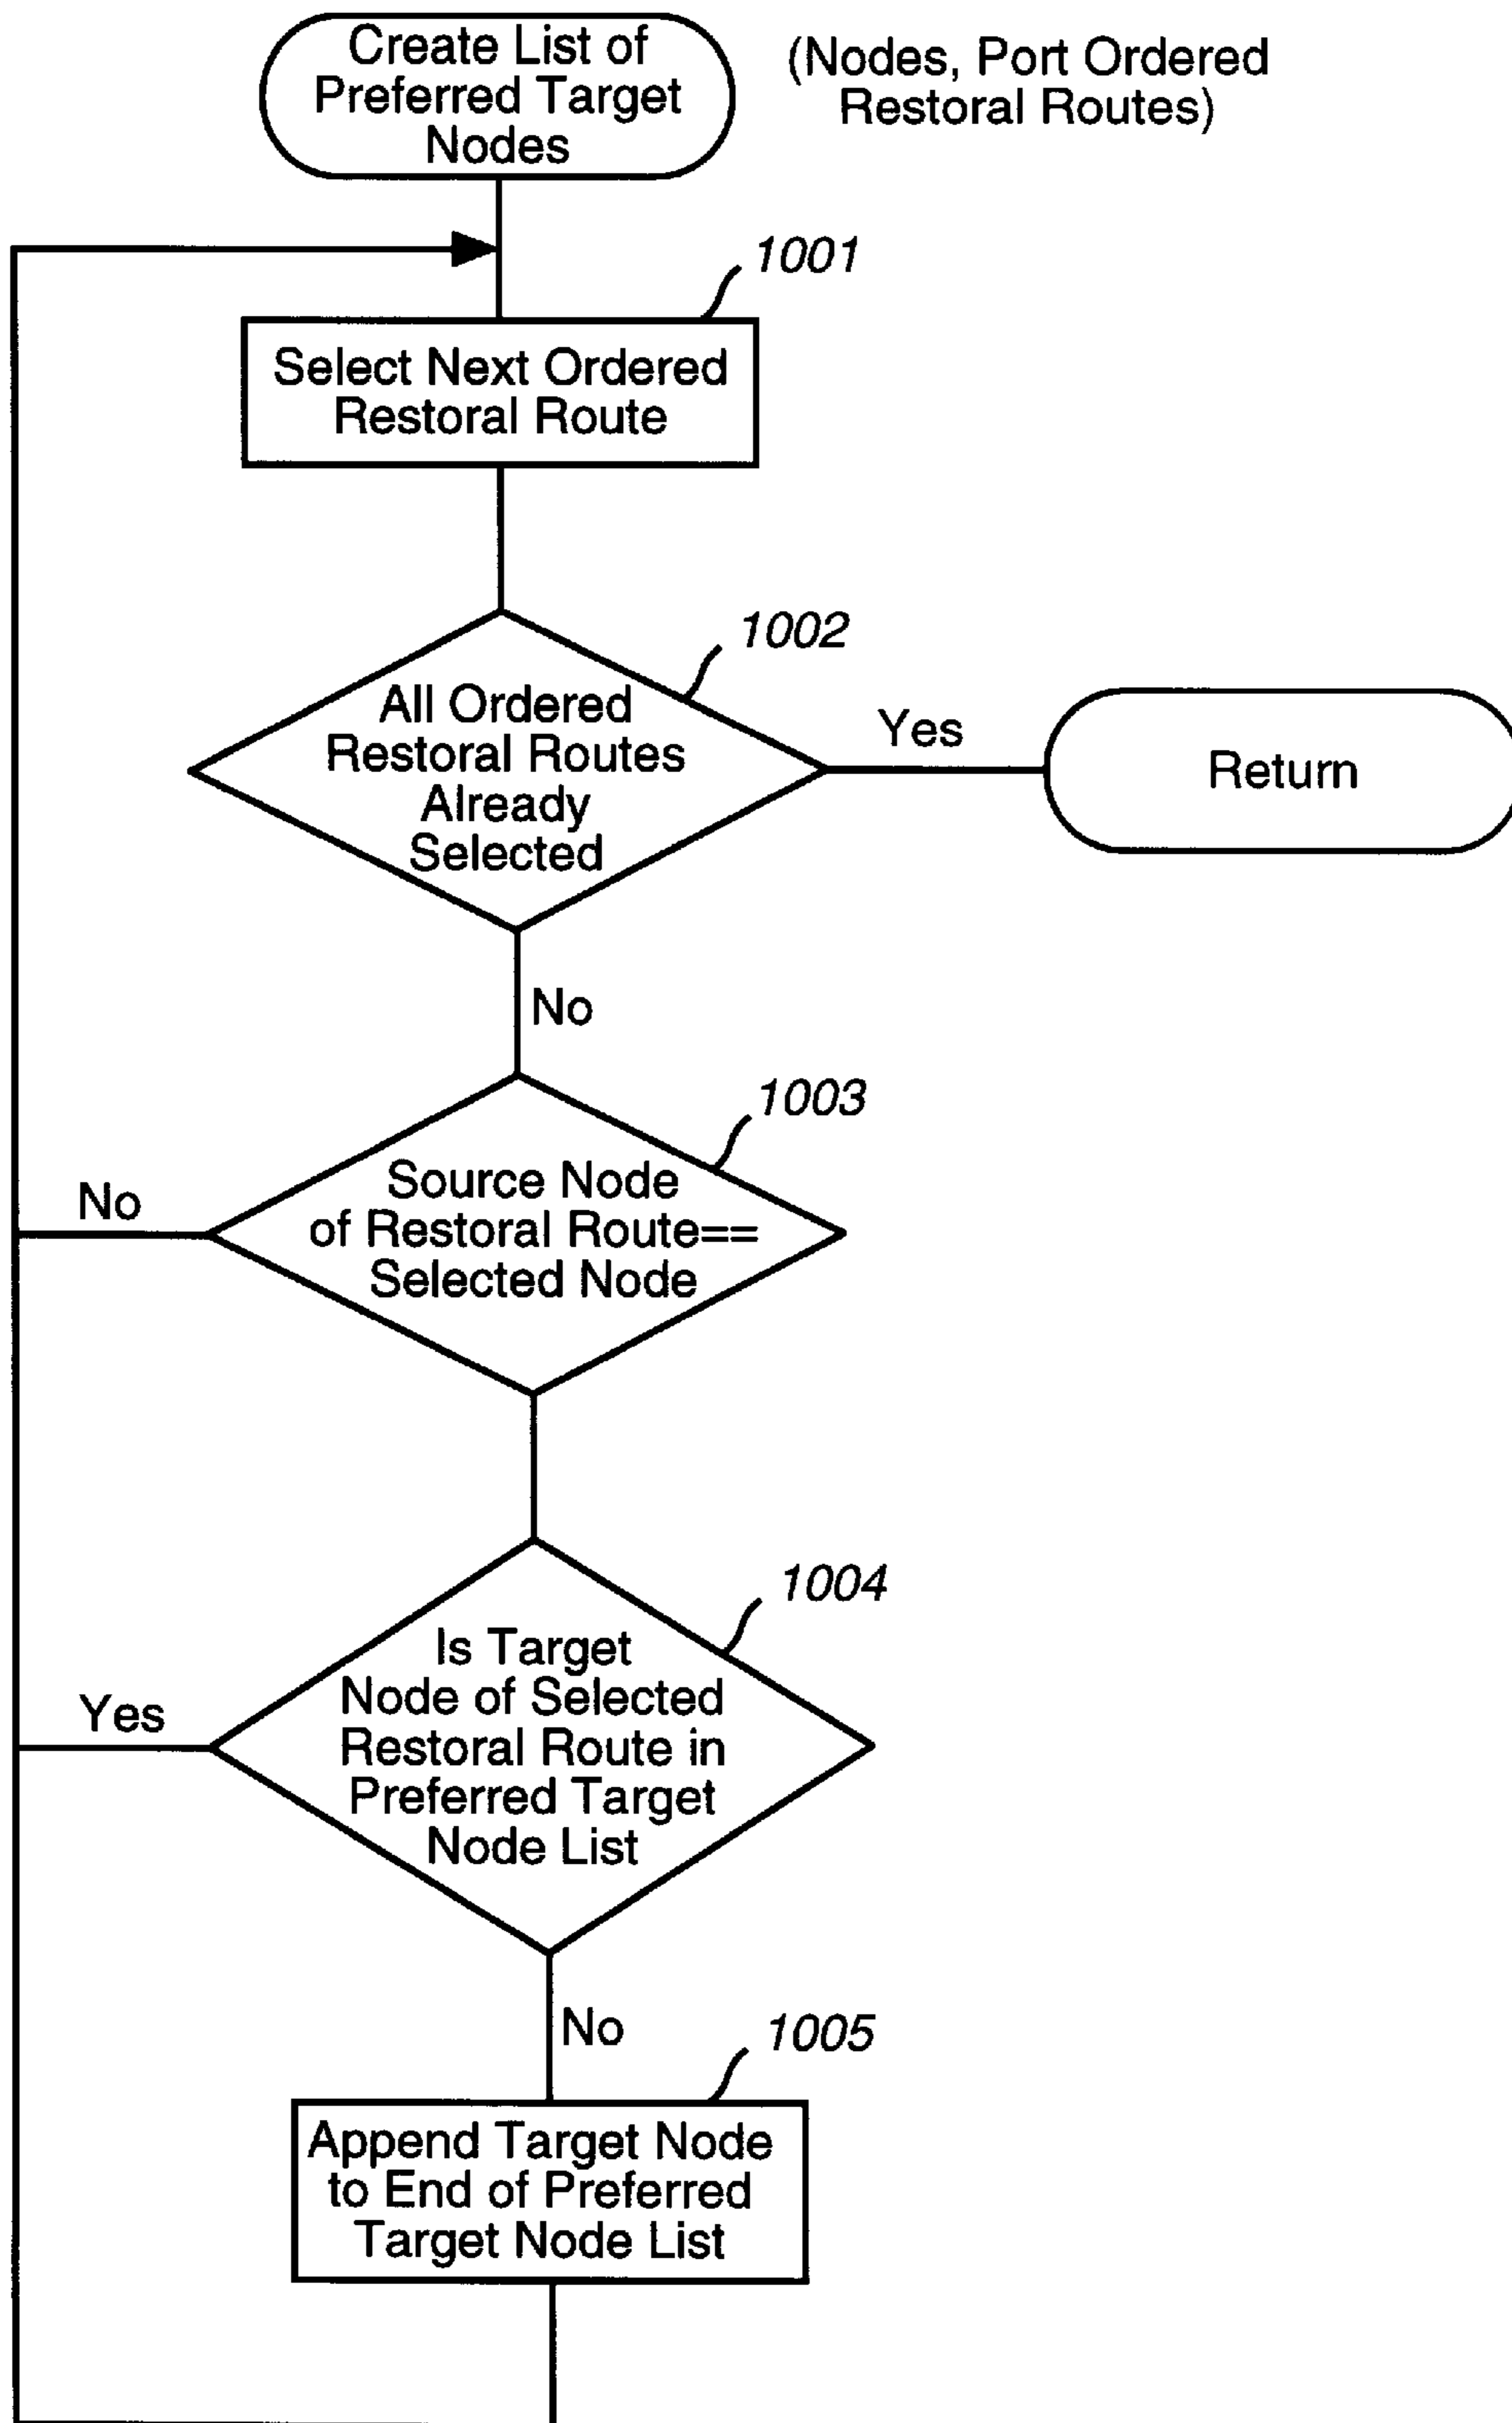 Create List of
Preferred Target
Nodes
(Nodes, Port Ordered
Restoral Routes)
1001
Select Next Ordered
Restoral Route
1002
All Ordered
Restoral Routes
Already
Selected
Yes
Return
No
1003
Source Node
of Restoral Route==
Selected Node
No
1004
Is Target
Node of Selected
Restoral Route in
Preferred Target
Node List
Yes
No
1005
Append Target Node
to End of Preferred
Target Node List